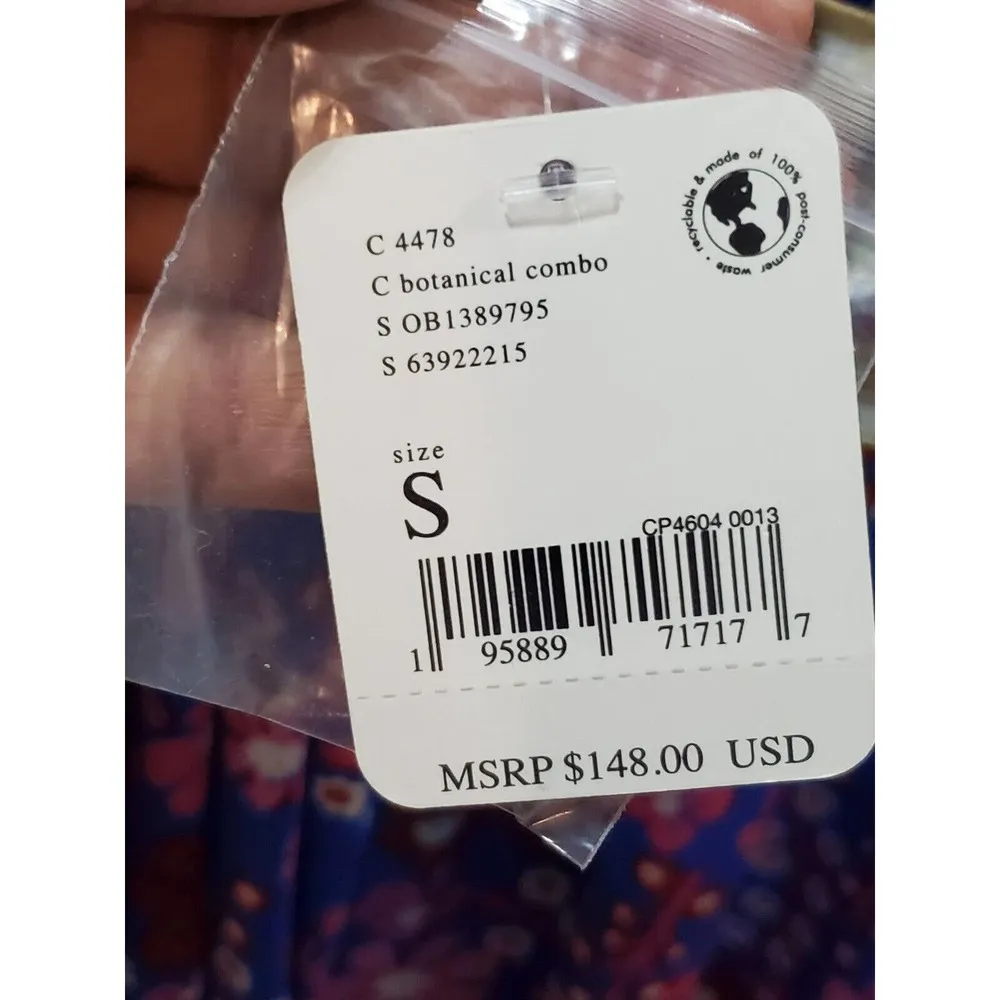 recyclable & made of 100% post-consumer waste •
C 4478
C botanical combo
S OB1389795
S 63922215
size
S
CP4604 0013
1 95889 71717 7
MSRP $148.00 USD